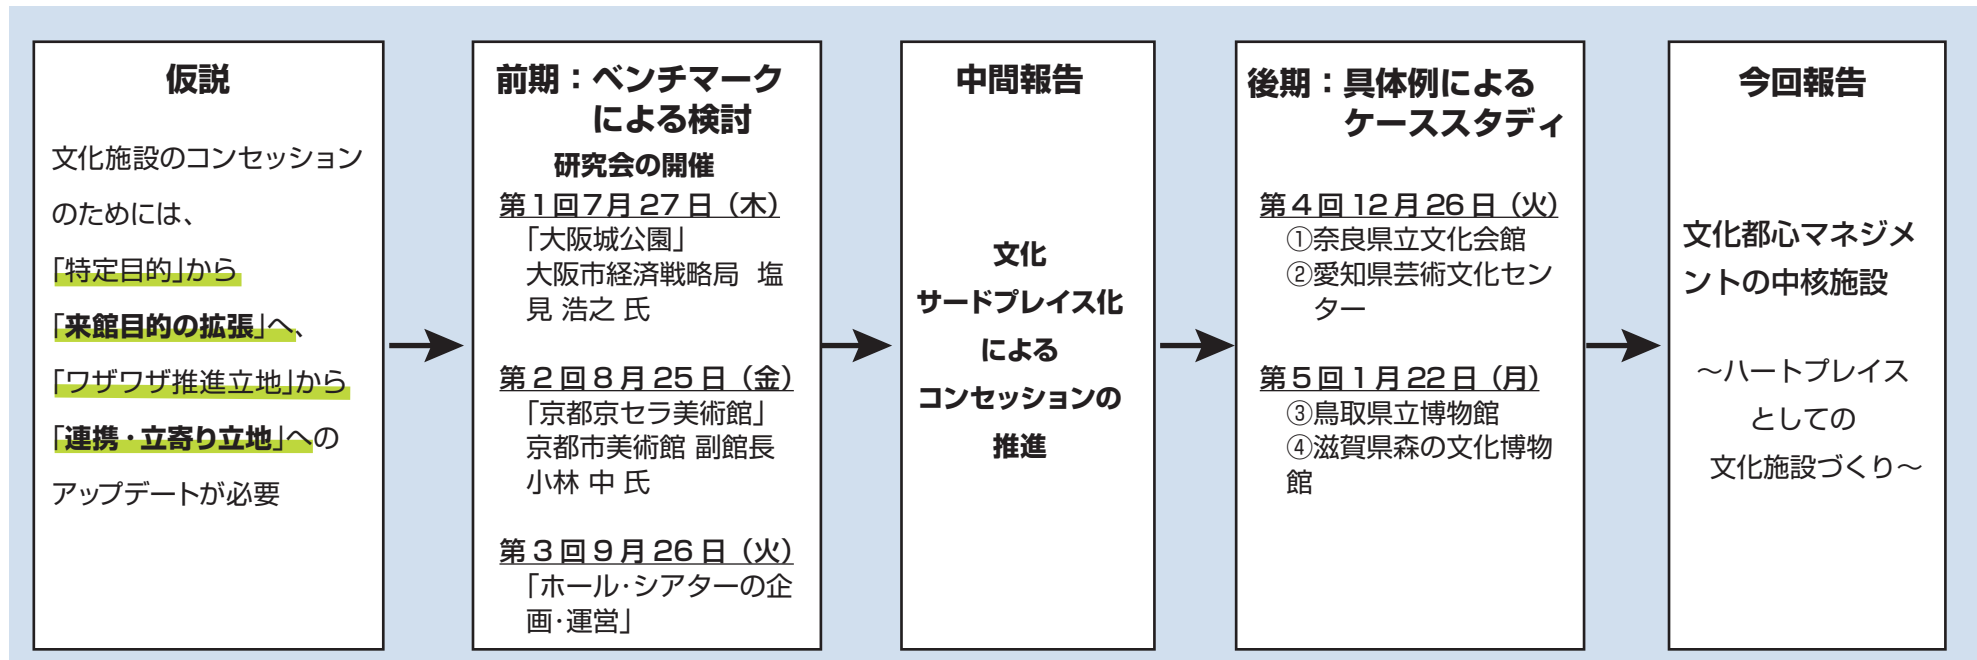 仮説
文化施設のコンセッション
のためには、
「特定目的」から
「来館目的の拡張」へ、
「ワザワザ推進立地」から
「連携・立寄り立地」への
アップデートが必要
前期：ベンチマーク
による検討
研究会の開催
第1回7月27日（木）
「大阪城公園」
大阪市経済戦略局 塩
見 浩之 氏
第2回8月25日（金）
「京都京セラ美術館」
京都市美術館 副館長
小林 中 氏
第3回9月26日（火）
「ホール・シアターの企
画・運営」
中間報告
文化
サードプレイス化
による
コンセッションの
推進
後期：具体例による
ケーススタディ
第4回12月26日（火）
①奈良県立文化会館
②愛知県芸術文化セン
ター
第5回1月22日（月）
③鳥取県立博物館
④滋賀県森の文化博物
館
今回報告
文化都心マネジメ
ントの中核施設
～ハートプレイス
としての
文化施設づくり～